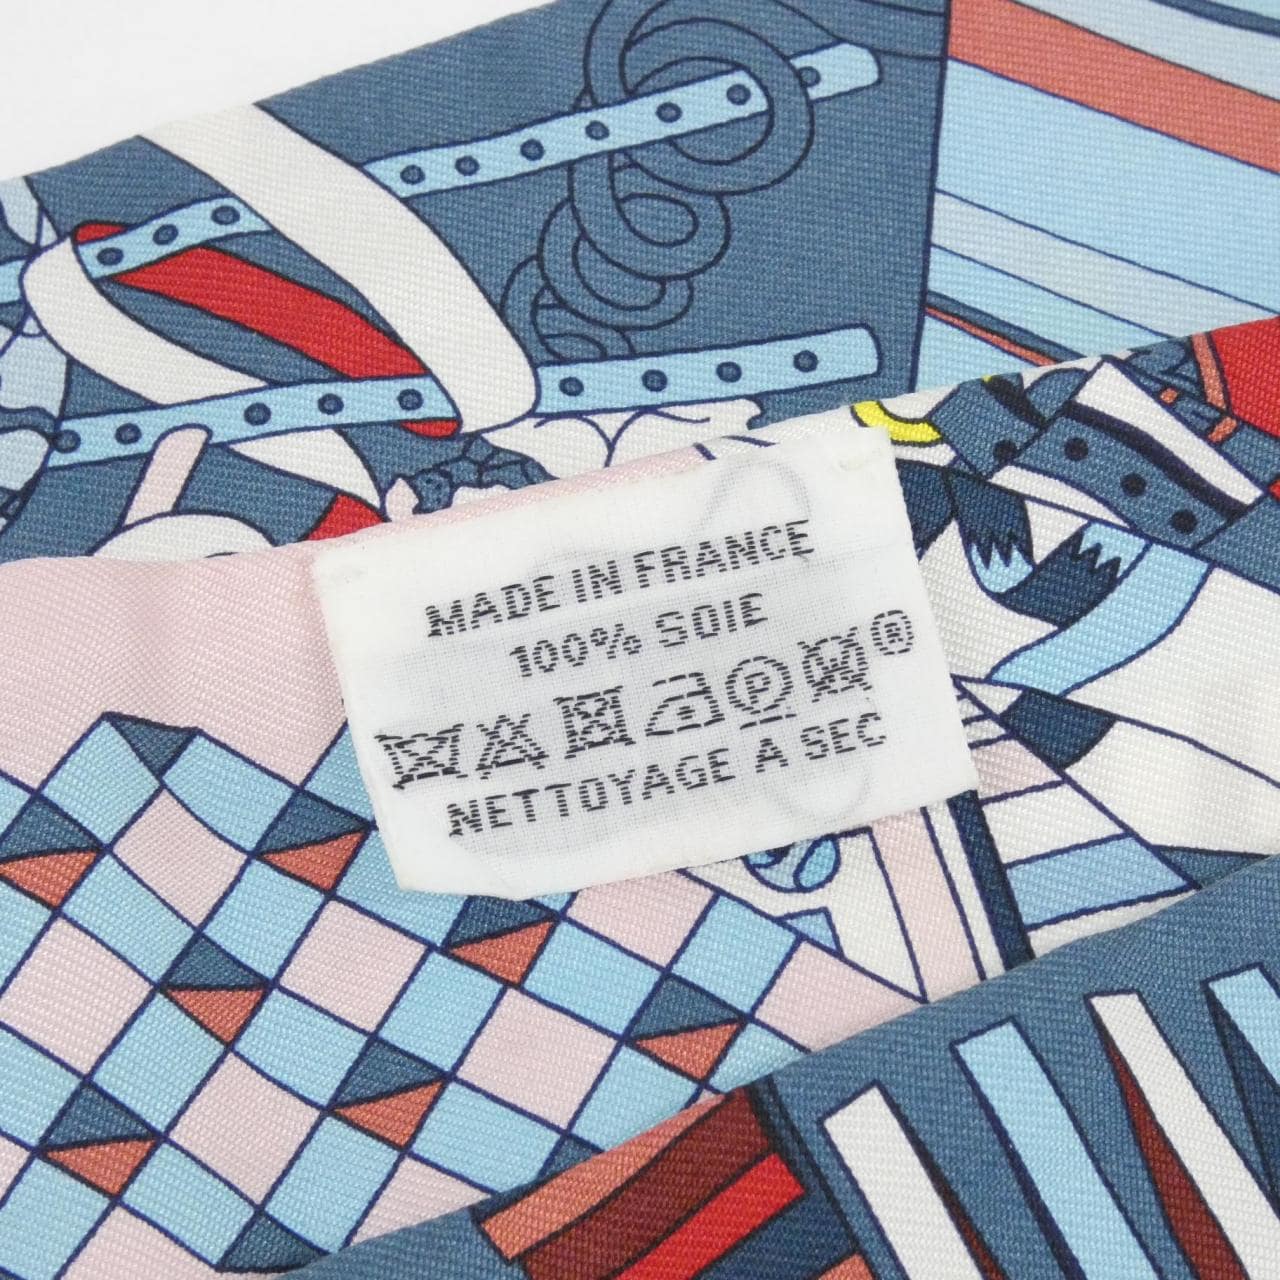 MADE IN FRANCE
100% SOIE
P ®
NETTOYAGE A SEC